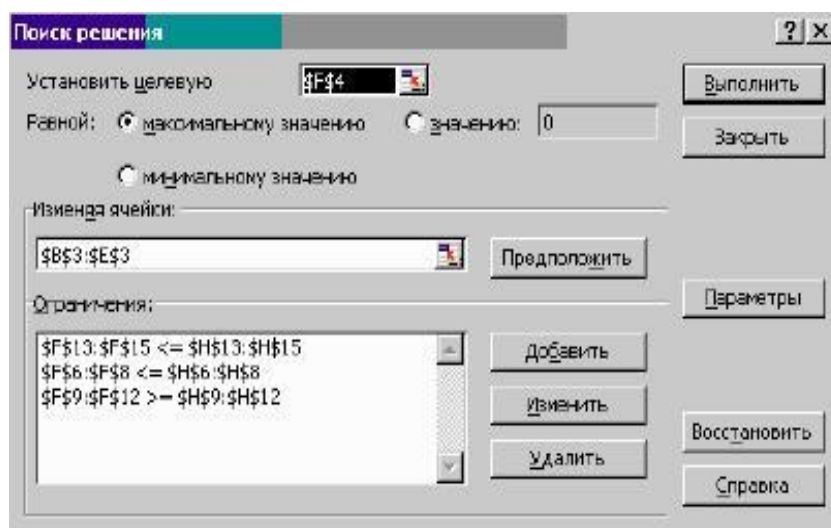 Поиск решения
Установить целевую $F$4
Равной: максимальному значению значению: 0
минимальному значению
Изменяя ячейки:
$B$3:$E$3
Предположить
Ограничения:
$F$13:$F$15 <= $H$13:$H$15
$F$6:$F$8 <= $H$6:$H$8
$F$9:$F$12 >= $H$9:$H$12
Добавить
Изменить
Удалить
Выполнить
Закрыть
Параметры
Восстановить
Справка